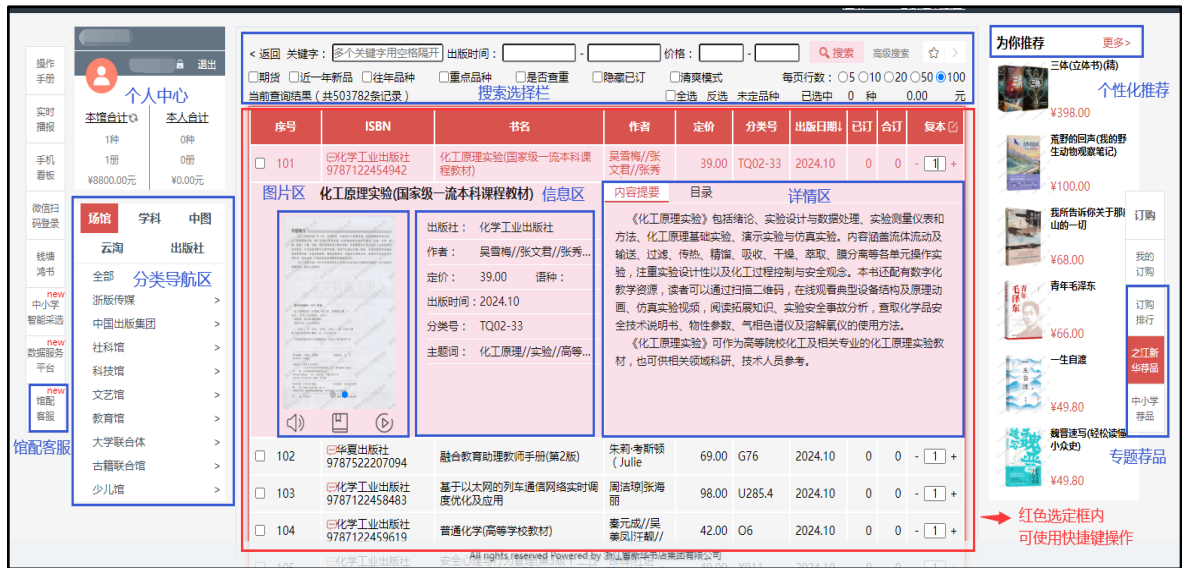 操作
手册
实时
播报
手机
看板
微信扫
码登录
钱塘
鸿书
new
中小学
智能采选
new
数据服务
平台
new
馆配
客服
馆配客服
退出
个人中心
本馆合计 本人合计
1种 0种
1册 0册
¥8800.00元 ¥0.00元
场馆 学科 中图
云淘 出版社
全部 分类导航区
浙版传媒 >
中国出版集团 >
社科馆 >
科技馆 >
文艺馆 >
教育馆 >
大学联合体 >
古籍联合馆 >
少儿馆 >
< 返回 关键字： 多个关键字用空格隔开 出版时间： - 价格： - 搜索 高级搜索 >
期货 近一年新品 往年品种 重点品种 是否查重 隐藏已订 清爽模式 每页行数： 5 10 20 50 100
当前查询结果 ( 共503782条记录 ) 搜索选择栏 全选 反选 未定品种 已选中 0 种 0.00 元
序号 ISBN 书名 作者 定价 分类号 出版日期 已订 合订 复本
101 化学工业出版社 9787122454942 化工原理实验(国家级一流本科课程教材) 吴雪梅//张文君//张秀 39.00 TQ02-33 2024.10 0 0 - 1 +
图片区 化工原理实验(国家级一流本科课程教材) 信息区
出版社： 化学工业出版社
作者： 吴雪梅//张文君//张秀...
定价： 39.00 语种：
出版时间：2024.10
分类号： TQ02-33
主题词： 化工原理//实验//高等...
内容提要 目录 详情区
《化工原理实验》包括绪论、实验设计与数据处理、实验测量仪表和
方法、化工原理基础实验、演示实验与仿真实验。内容涵盖流体流动及
输送、过滤、传热、精馏、吸收、干燥、萃取、膜分离等各单元操作实
验，注重实验设计性以及化工过程控制与安全观念。本书还配有数字化
教学资源，读者可以通过扫描二维码，在线观看典型设备结构及原理动
画、仿真实验视频，阅读拓展知识、实验安全事故分析，查取化学品安
全技术说明书、物性参数、气相色谱仪及溶解氧仪的使用方法。
《化工原理实验》可作为高等院校化工及相关专业的化工原理实验教
材，也可供相关领域科研、技术人员参考。
102 华夏出版社 9787522207094 融合教育助理教师手册(第2版) 朱莉·考斯顿 ( Julie 69.00 G76 2024.10 0 0 - 1 +
103 化学工业出版社 9787122458483 基于以太网的列车通信网络实时调度优化及应用 周洁琼|张海丽 98.00 U285.4 2024.10 0 0 - 1 +
104 化学工业出版社 9787122459619 普通化学(高等学校教材) 秦元成//吴美凤|汪靓// 42.00 O6 2024.10 0 0 - 1 +
All rights reserved Powered by 浙江省新华书店集团有限公司
为你推荐 更多>
个性化推荐
三体(立体书)(精)
¥398.00
荒野的回声(我的野
生动物观察笔记)
¥100.00
我所告诉你关于那
山的一切
¥68.00
青年毛泽东
¥66.00
一生自渡
¥49.80
魏晋速写(轻松读懂
小众史)
¥49.80
订购
我的
订购
订购
排行
之江新
华荐品
中小学
荐品
专题荐品
红色选定框内
可使用快捷键操作